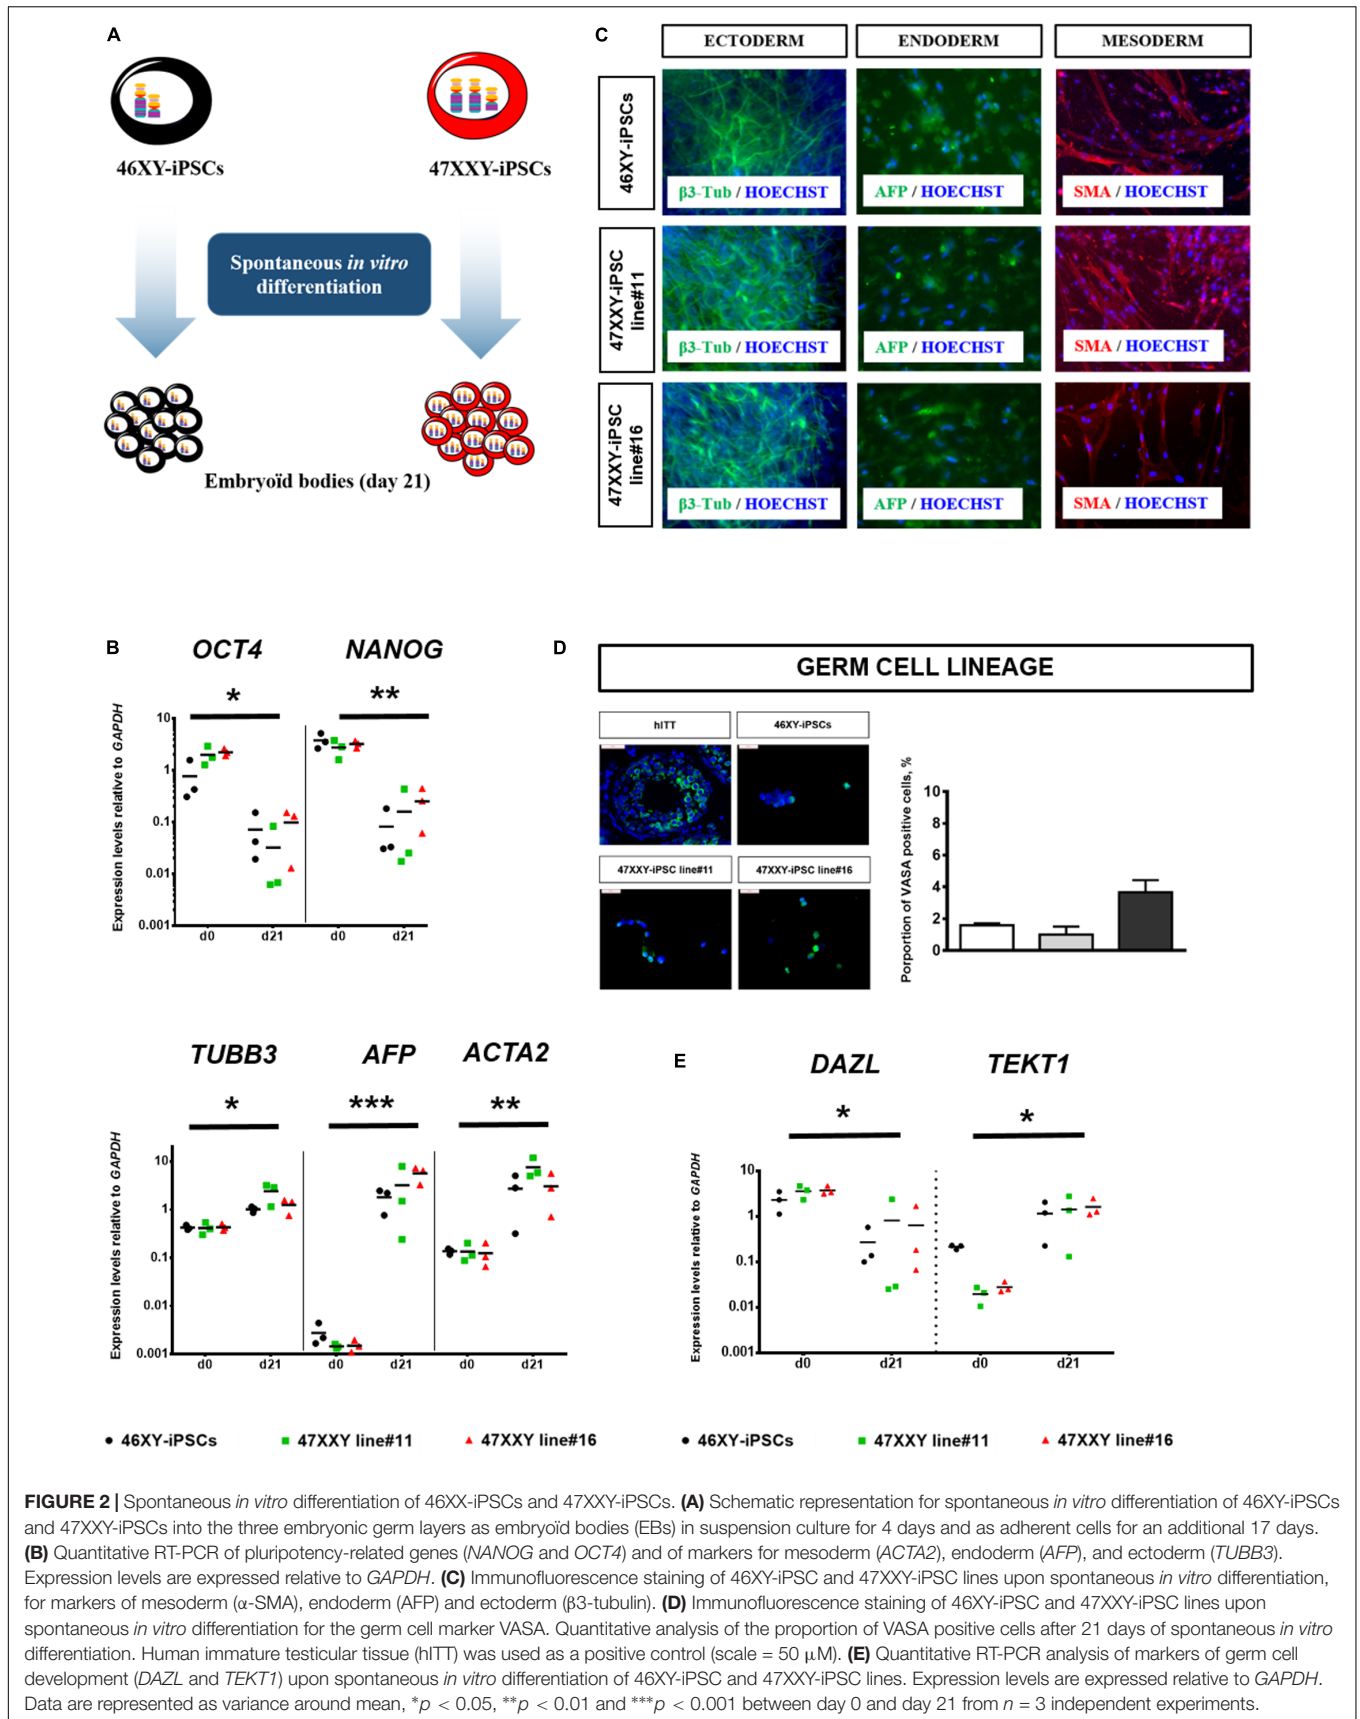 A
46XY-iPSCs
47XXY-iPSCs
Spontaneous in vitro
differentiation
Embryoïd bodies (day 21)
C
ECTODERM
ENDODERM
MESODERM
46XY-iPSCs
β3-Tub / HOECHST
AFP / HOECHST
SMA / HOECHST
47XXY-iPSC
line#11
β3-Tub / HOECHST
AFP / HOECHST
SMA / HOECHST
47XXY-iPSC
line#16
β3-Tub / HOECHST
AFP / HOECHST
SMA / HOECHST
B
OCT4
NANOG
*
**
Expression levels relative to GAPDH
10
1
0.1
0.01
0.001
d0
d21
d0
d21
D
GERM CELL LINEAGE
hITT
46XY-iPSCs
47XXY-iPSC line#11
47XXY-iPSC line#16
Porportion of VASA positive cells, %
10
8
6
4
2
0
TUBB3
AFP
ACTA2
*
***
**
Expression levels relative to GAPDH
10
1
0.1
0.01
0.001
d0
d21
d0
d21
d0
d21
E
DAZL
TEKT1
*
*
Expression levels relative to GAPDH
10
1
0.1
0.01
0.001
d0
d21
d0
d21
46XY-iPSCs
47XXY line#11
47XXY line#16
46XY-iPSCs
47XXY line#11
47XXY line#16
FIGURE 2 | Spontaneous in vitro differentiation of 46XX-iPSCs and 47XXY-iPSCs. (A) Schematic representation for spontaneous in vitro differentiation of 46XY-iPSCs
and 47XXY-iPSCs into the three embryonic germ layers as embryoïd bodies (EBs) in suspension culture for 4 days and as adherent cells for an additional 17 days.
(B) Quantitative RT-PCR of pluripotency-related genes (NANOG and OCT4) and of markers for mesoderm (ACTA2), endoderm (AFP), and ectoderm (TUBB3).
Expression levels are expressed relative to GAPDH. (C) Immunofluorescence staining of 46XY-iPSC and 47XXY-iPSC lines upon spontaneous in vitro differentiation,
for markers of mesoderm (α-SMA), endoderm (AFP) and ectoderm (β3-tubulin). (D) Immunofluorescence staining of 46XY-iPSC and 47XXY-iPSC lines upon
spontaneous in vitro differentiation for the germ cell marker VASA. Quantitative analysis of the proportion of VASA positive cells after 21 days of spontaneous in vitro
differentiation. Human immature testicular tissue (hITT) was used as a positive control (scale = 50 μM). (E) Quantitative RT-PCR analysis of markers of germ cell
development (DAZL and TEKT1) upon spontaneous in vitro differentiation of 46XY-iPSC and 47XXY-iPSC lines. Expression levels are expressed relative to GAPDH.
Data are represented as variance around mean, *p < 0.05, **p < 0.01 and ***p < 0.001 between day 0 and day 21 from n = 3 independent experiments.